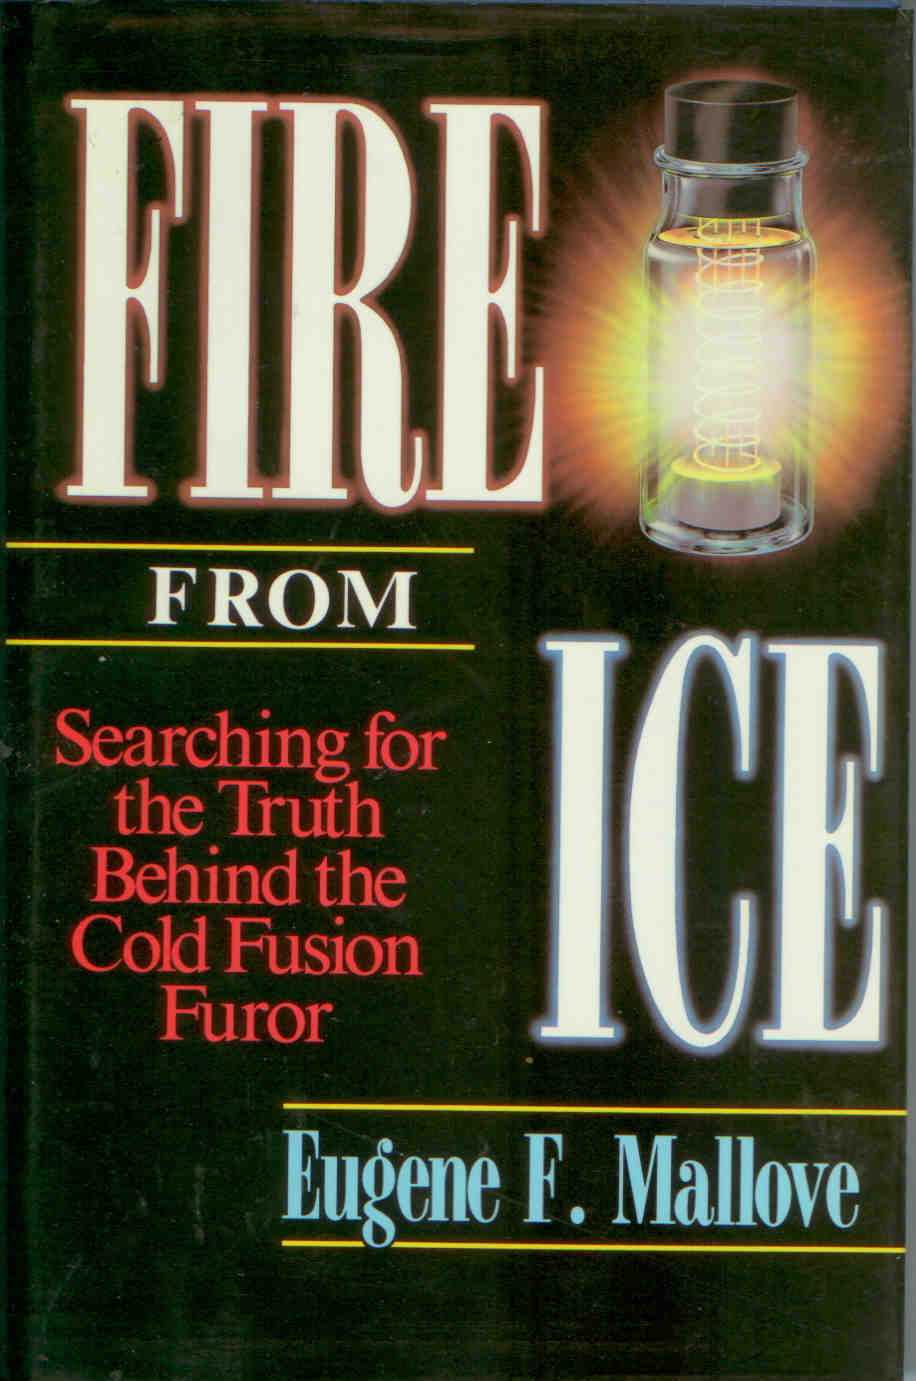 FIRE
FROM
ICE
Searching for
the Truth
Behind the
Cold Fusion
Furor
Eugene F. Mallove